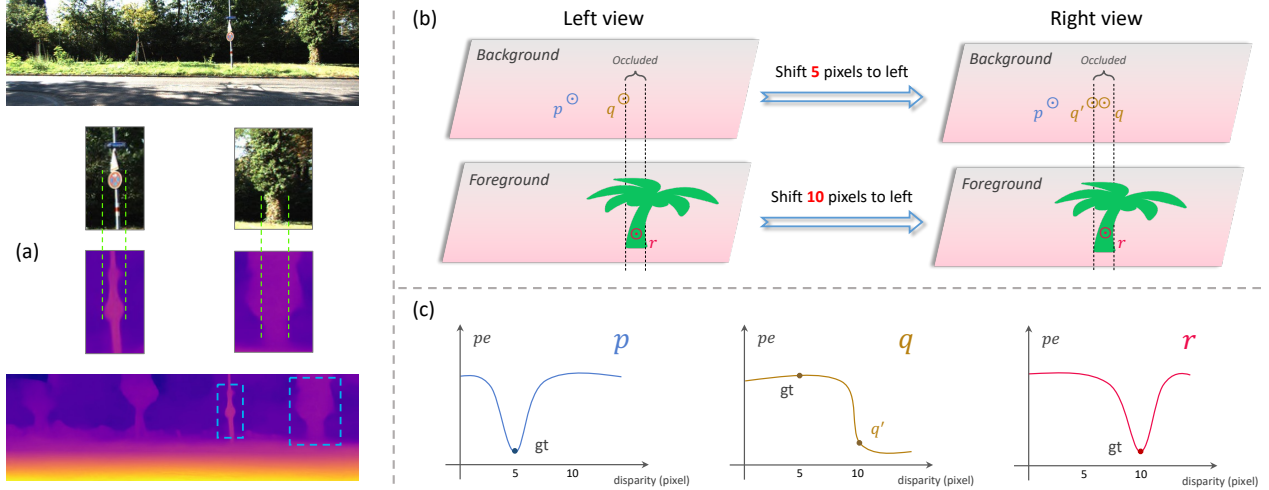 (a)
(b)
Left view
Right view
Background
Occluded
p
q
Shift 5 pixels to left
Background
Occluded
p
q′
q
Foreground
r
Shift 10 pixels to left
Foreground
r
(c)
pe
p
gt
5
10
disparity (pixel)
pe
q
gt
q′
5
10
disparity (pixel)
pe
r
gt
5
10
disparity (pixel)